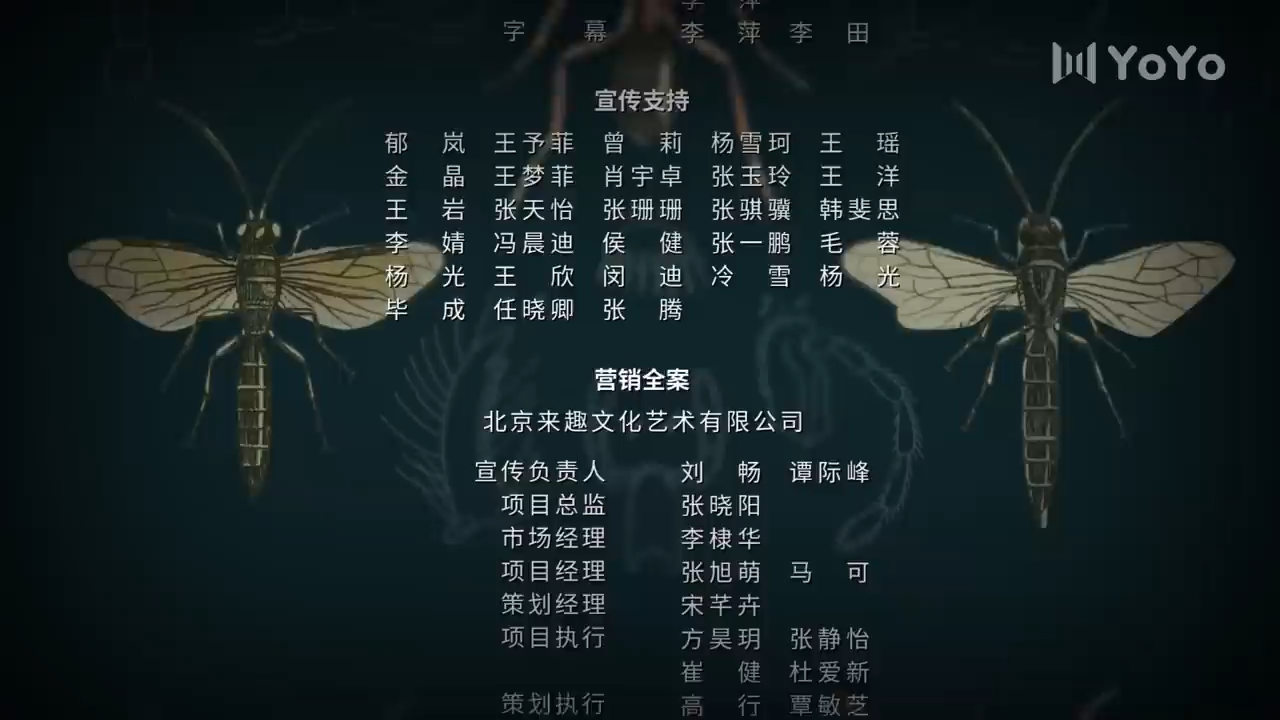 字幕 李萍 李田
YoYo
宣传支持
郁岚 王予菲 曾莉 杨雪珂 王瑶
金晶 王梦菲 肖宇卓 张玉玲 王洋
王岩 张天怡 张珊珊 张骐骥 韩斐思
李婧 冯晨迪 侯健 张一鹏 毛蓉
杨光 王欣 闵迪 冷雪 杨光
毕成 任晓卿 张腾
营销全案
北京来趣文化艺术有限公司
宣传负责人 刘畅 谭际峰
项目总监 张晓阳
市场经理 李棣华
项目经理 张旭萌 马可
策划经理 宋芊卉
项目执行 方昊玥 张静怡
崔健 杜爱新
策划执行 高行 覃敏芝